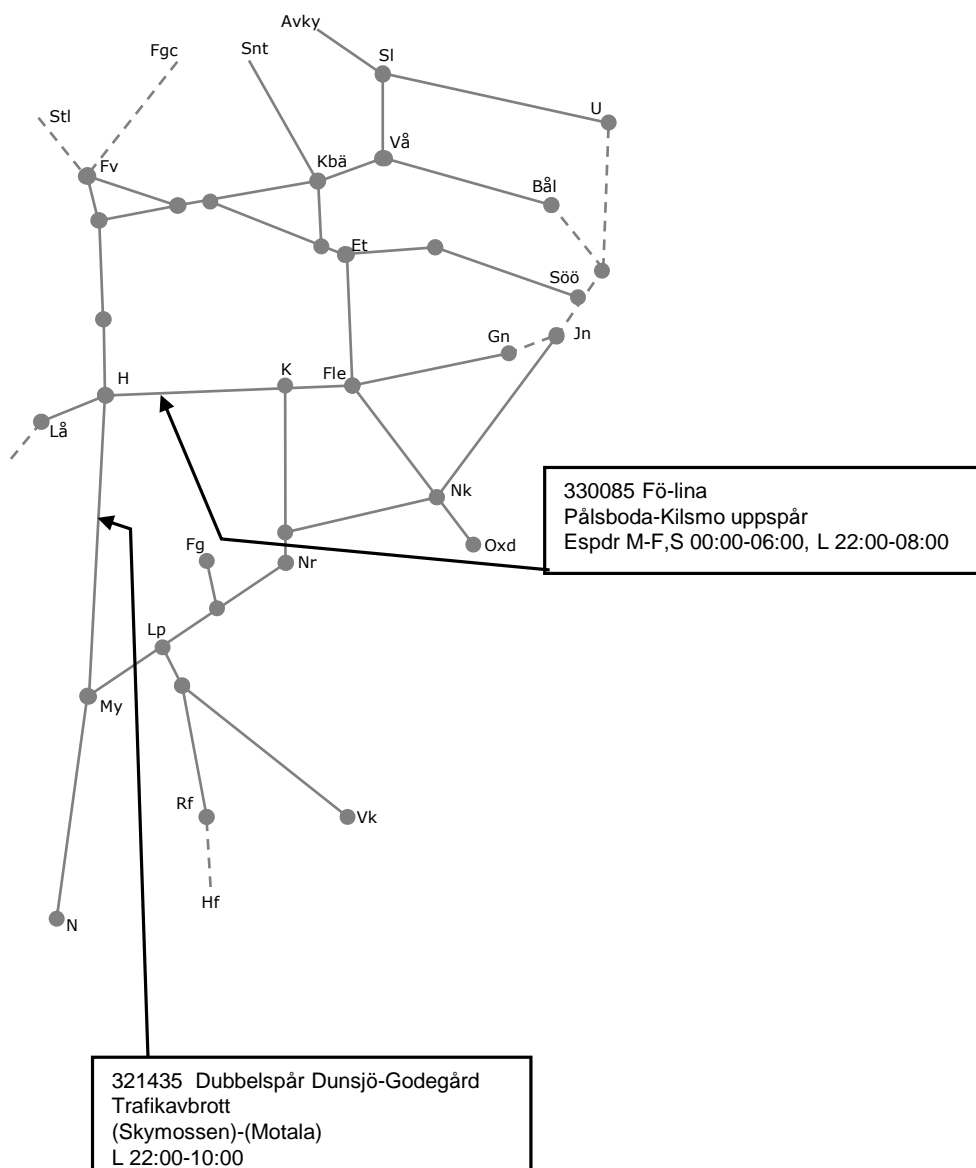 Avky
Fgc
Snt
Sl
Stl
U
Vå
Fv
Kbä
Bål
Et
Söö
Gn
Jn
H
K
Fle
Lå
330085 Fö-lina
Pålsboda-Kilsmo uppspår
Espdr M-F,S 00:00-06:00, L 22:00-08:00
Nk
Fg
Oxd
Nr
Lp
My
Rf
Vk
Hf
N
321435 Dubbelspår Dunsjö-Godegård
Trafikavbrott
(Skymossen)-(Motala)
L 22:00-10:00